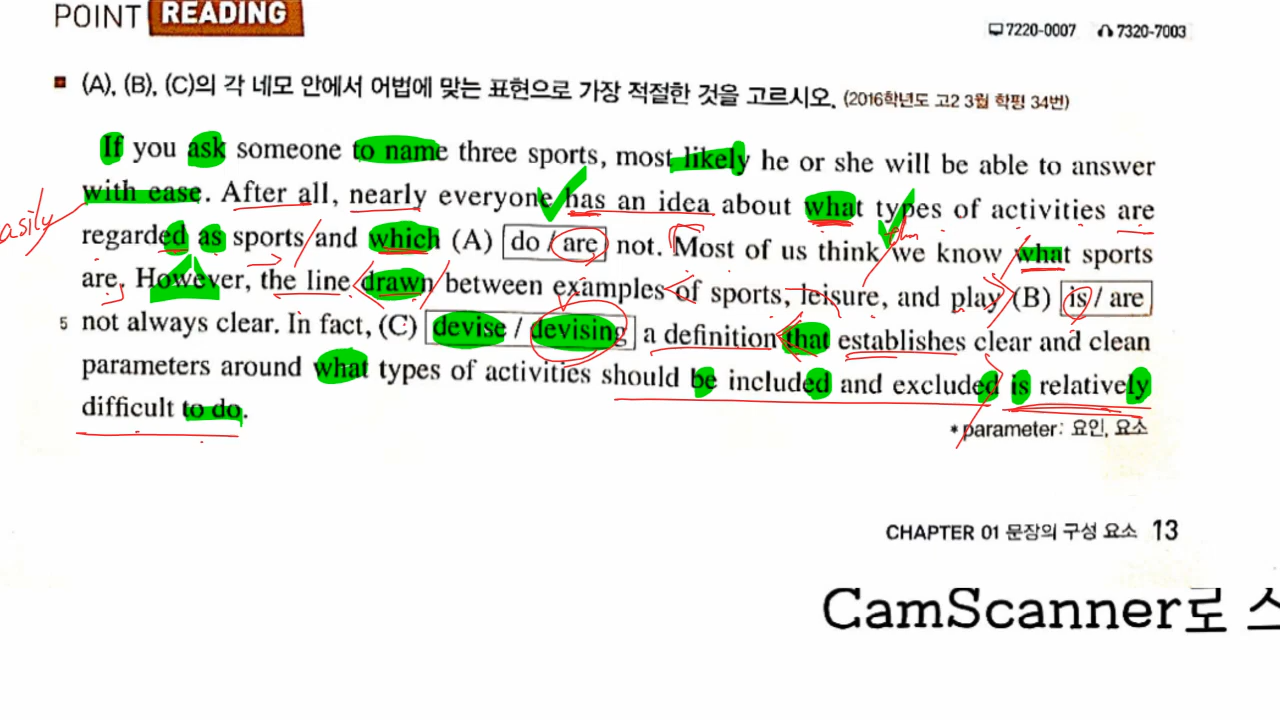 POINT READING
7220-0007 7320-7003
(A), (B), (C)의 각 네모 안에서 어법에 맞는 표현으로 가장 적절한 것을 고르시오. (2016학년도 고2 3월 학평 34번)
If you ask someone to name three sports, most likely he or she will be able to answer
with ease. After all, nearly everyone has an idea about what types of activities are
asily regarded as sports and which (A) do / are not. Most of us think we know what sports
are. However, the line drawn between examples of sports, leisure, and play (B) is / are
5 not always clear. In fact, (C) devise / devising a definition that establishes clear and clean
parameters around what types of activities should be included and excluded is relatively
difficult to do.
* parameter: 요인, 요소
CHAPTER 01 문장의 구성 요소 13
CamScanner로 스